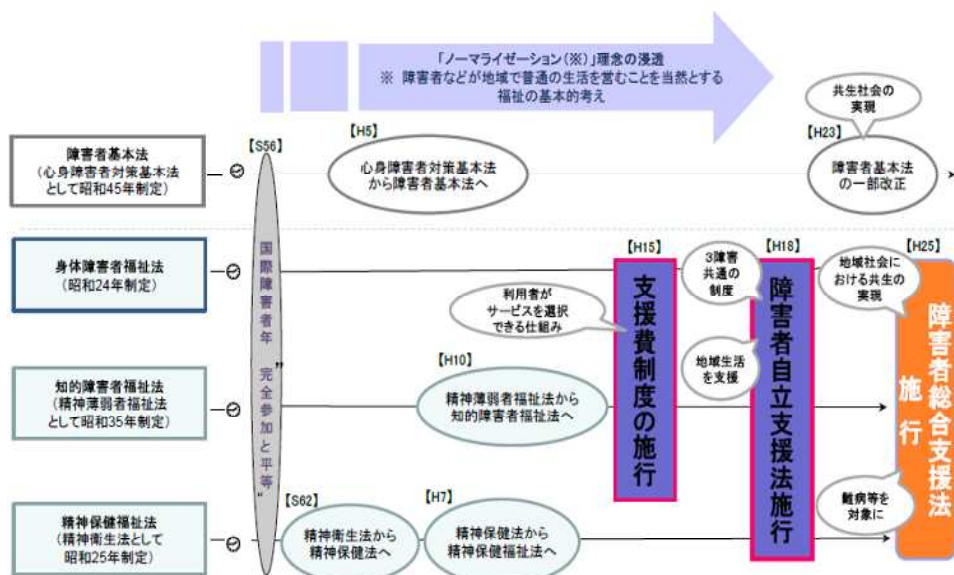 「ノーマライゼーション(※)」理念の浸透
※ 障害者などが地域で普通の生活を営むことを当然とする
福祉の基本的考え
共生社会の
実現
【S56】
【H5】
【H23】
障害者基本法
(心身障害者対策基本法
として昭和45年制定)
心身障害者対策基本法
から障害者基本法へ
障害者基本法
の一部改正
国際障害者年 "完全参加と平等"
【H15】
【H18】
【H25】
身体障害者福祉法
(昭和24年制定)
利用者が
サービスを選択
できる仕組み
支援費制度の施行
3障害
共通の
制度
地域生活
を支援
障害者自立支援法施行
地域社会に
おける共生の
実現
障害者総合支援法
施行
【H10】
知的障害者福祉法
(精神薄弱者福祉法
として昭和35年制定)
精神薄弱者福祉法から
知的障害者福祉法へ
【S62】
【H7】
精神保健福祉法
(精神衛生法として
昭和25年制定)
精神衛生法から
精神保健法へ
精神保健法から
精神保健福祉法へ
難病等を
対象に